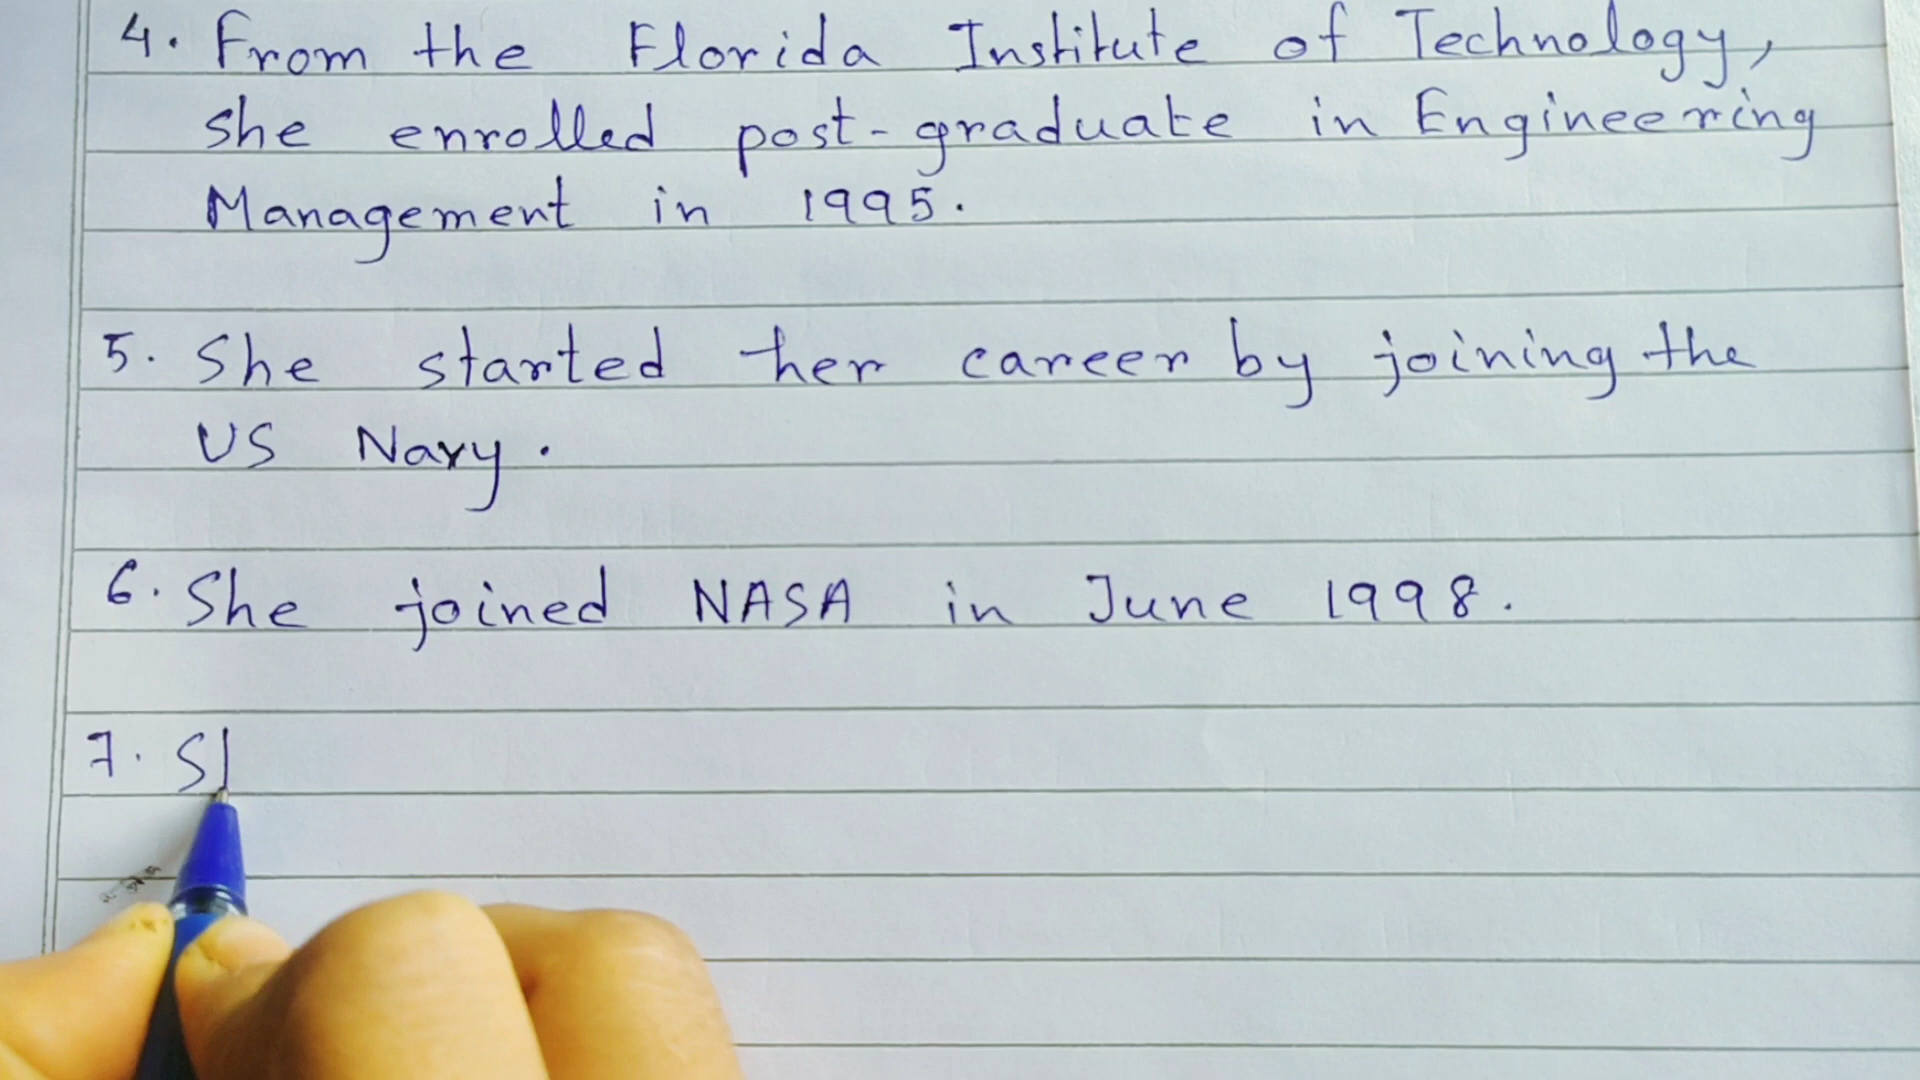 4. From the Florida Institute of Technology,
she enrolled post-graduate in Engineering
Management in 1995.
5. She started her career by joining the
US Navy.
6. She joined NASA in June 1998.
7. S